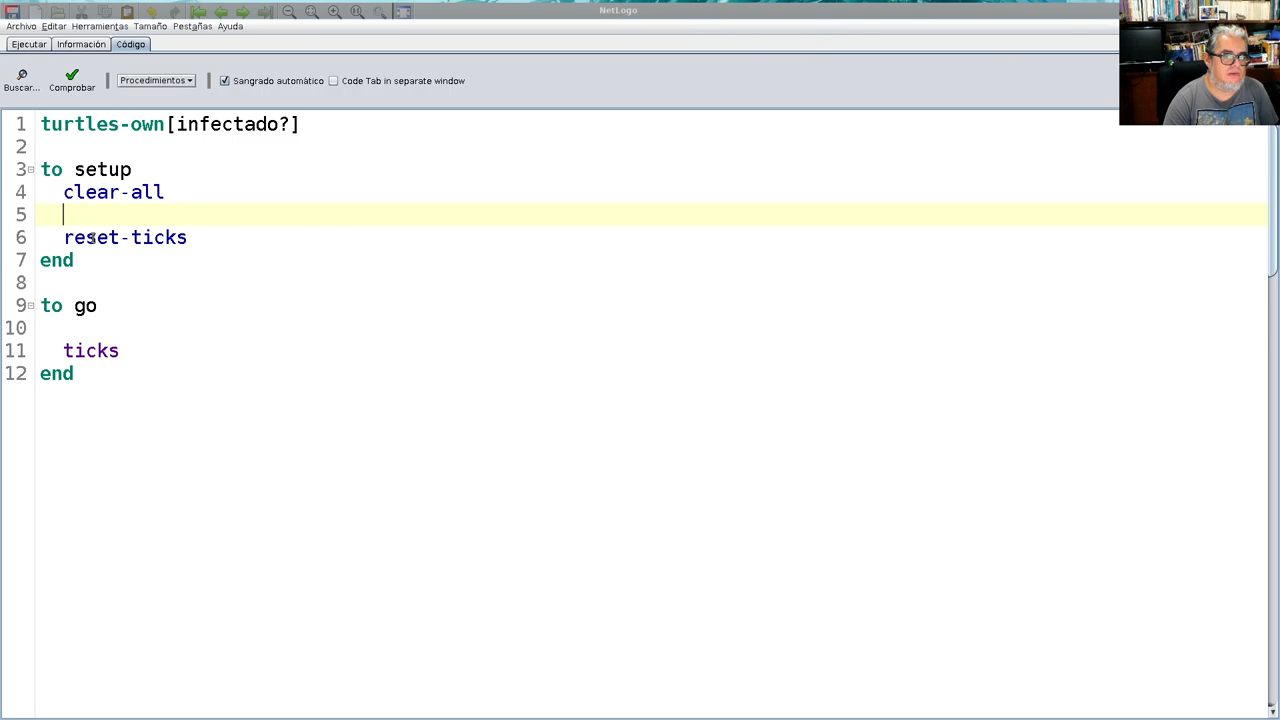 NetLogo
Archivo Editar Herramientas Tamaño Pestañas Ayuda
Ejecutar Información Código
Buscar... Comprobar Procedimientos Sangrado automático Code Tab in separate window
1 turtles-own[infectado?]
2
3 to setup
4 clear-all
5
6 reset-ticks
7 end
8
9 to go
10
11 ticks
12 end